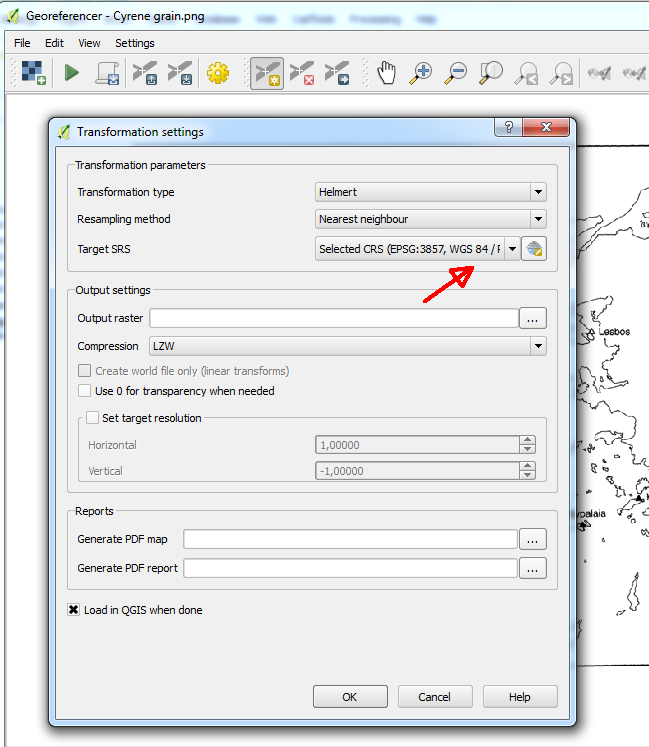 Georeferencer - Cyrene grain.png
File Edit View Settings
Transformation settings
?
Transformation parameters
Transformation type Helmert
Resampling method Nearest neighbour
Target SRS Selected CRS (EPSG:3857, WGS 84 / P
Output settings
Output raster ...
Compression LZW
Create world file only (linear transforms)
Use 0 for transparency when needed
Set target resolution
Horizontal 1,00000
Vertical -1,00000
Reports
Generate PDF map ...
Generate PDF report ...
Load in QGIS when done
OK Cancel Help
Lesbos
ypalaia